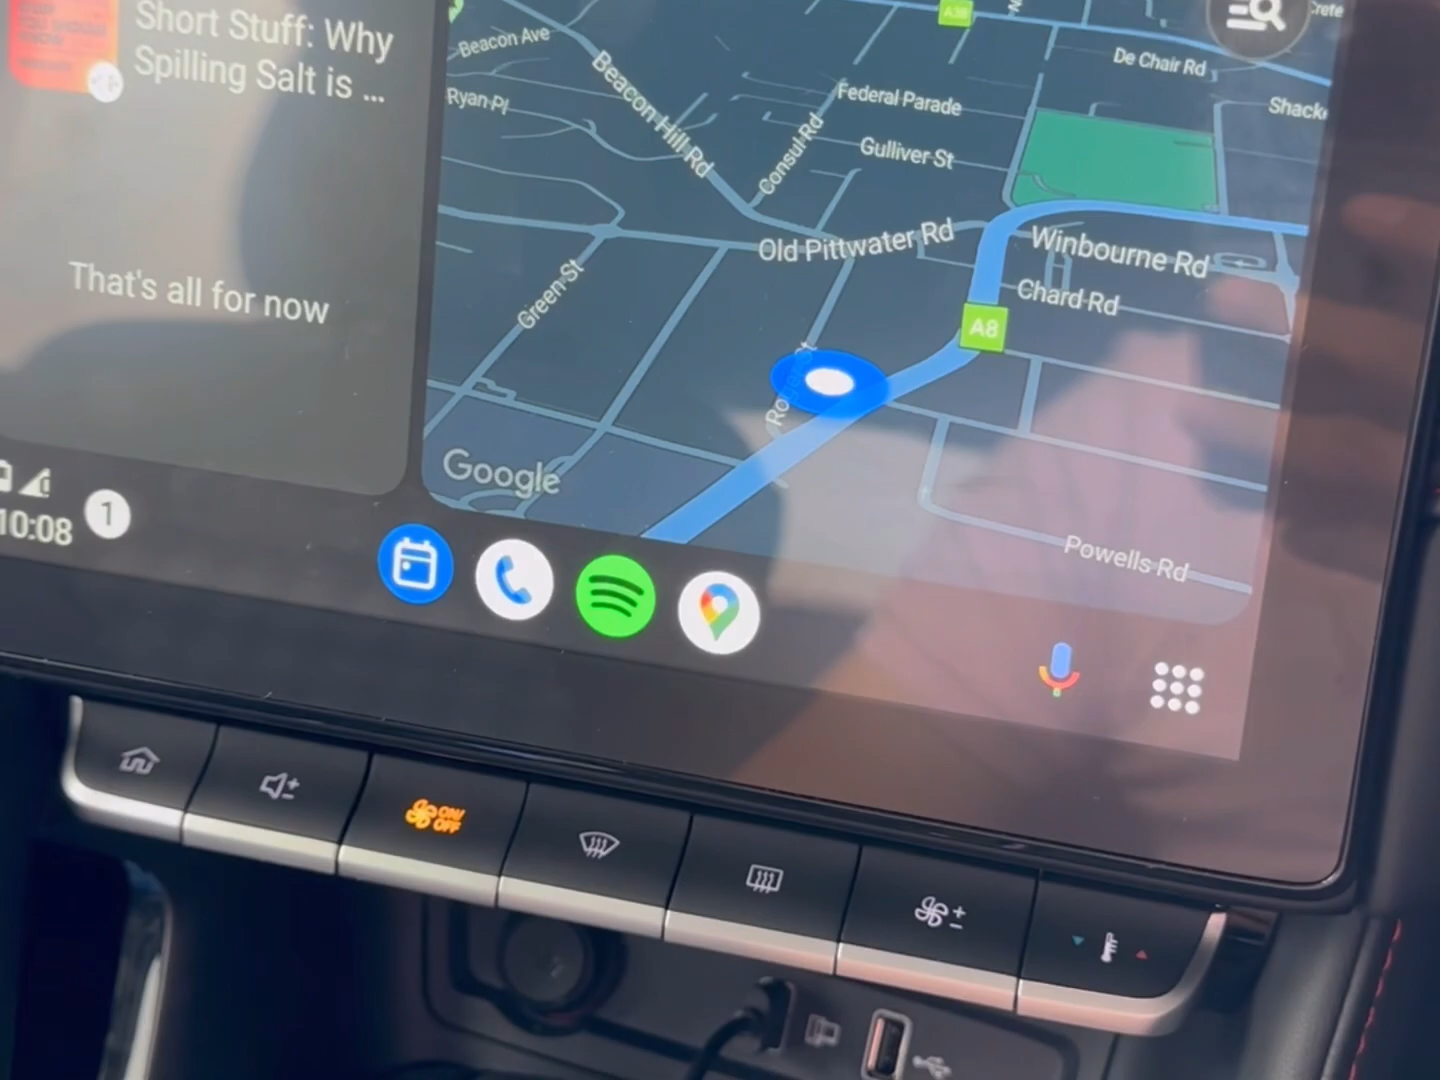 Short Stuff: Why
Spilling Salt is ...
That's all for now
10:08
1
Beacon Ave
Ryan Pl
Beacon Hill Rd
Consul Rd
Federal Parade
Gulliver St
De Chair Rd
Old Pittwater Rd
Winbourne Rd
Chard Rd
Green St
A8
Google
Powells Rd
ON/
OFF